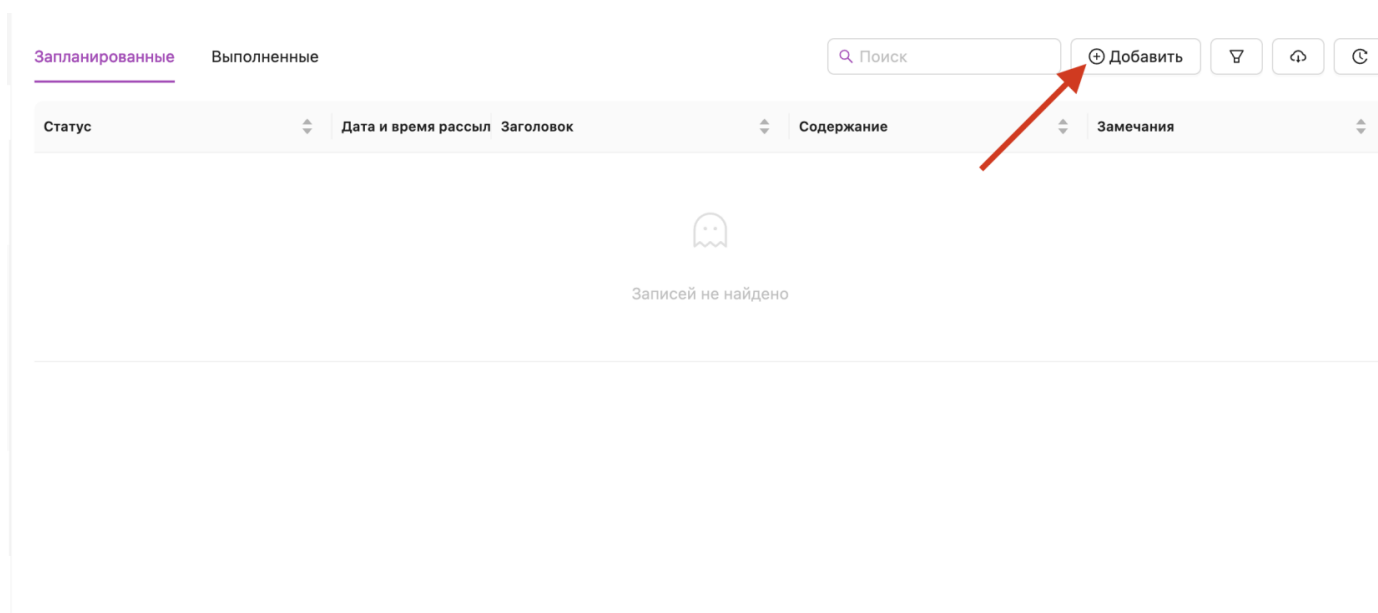 Запланированные Выполненные Поиск Добавить
Статус Дата и время рассыл Заголовок Содержание Замечания
Записей не найдено